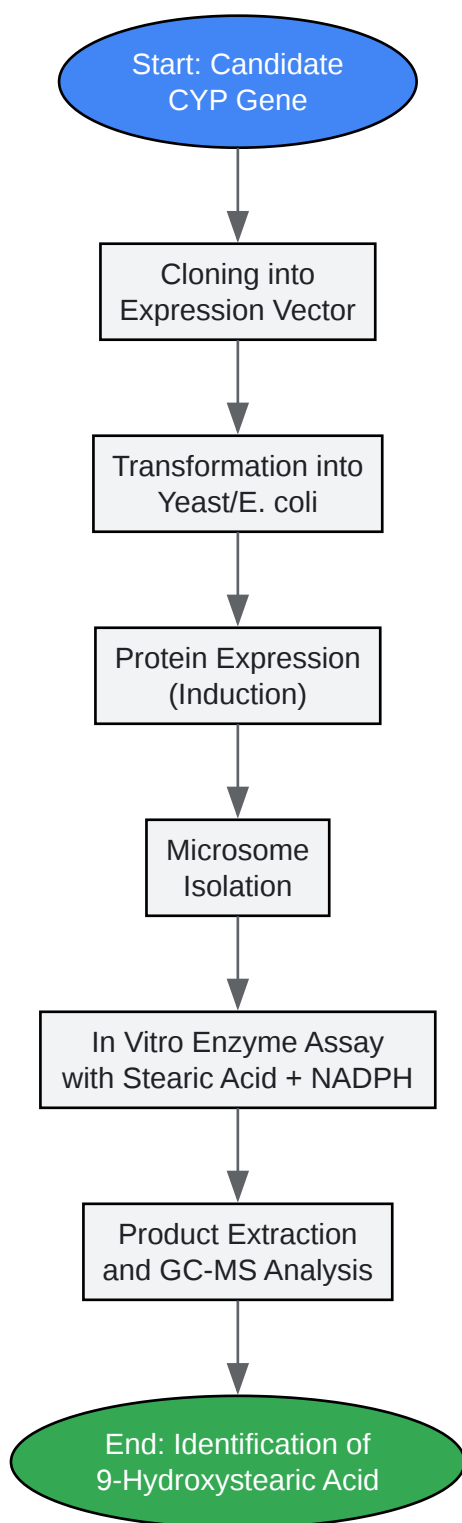 Start: Candidate
CYP Gene
Cloning into
Expression Vector
Transformation into
Yeast/E. coli
Protein Expression
(Induction)
Microsome
Isolation
In Vitro Enzyme Assay
with Stearic Acid + NADPH
Product Extraction
and GC-MS Analysis
End: Identification of
9-Hydroxystearic Acid